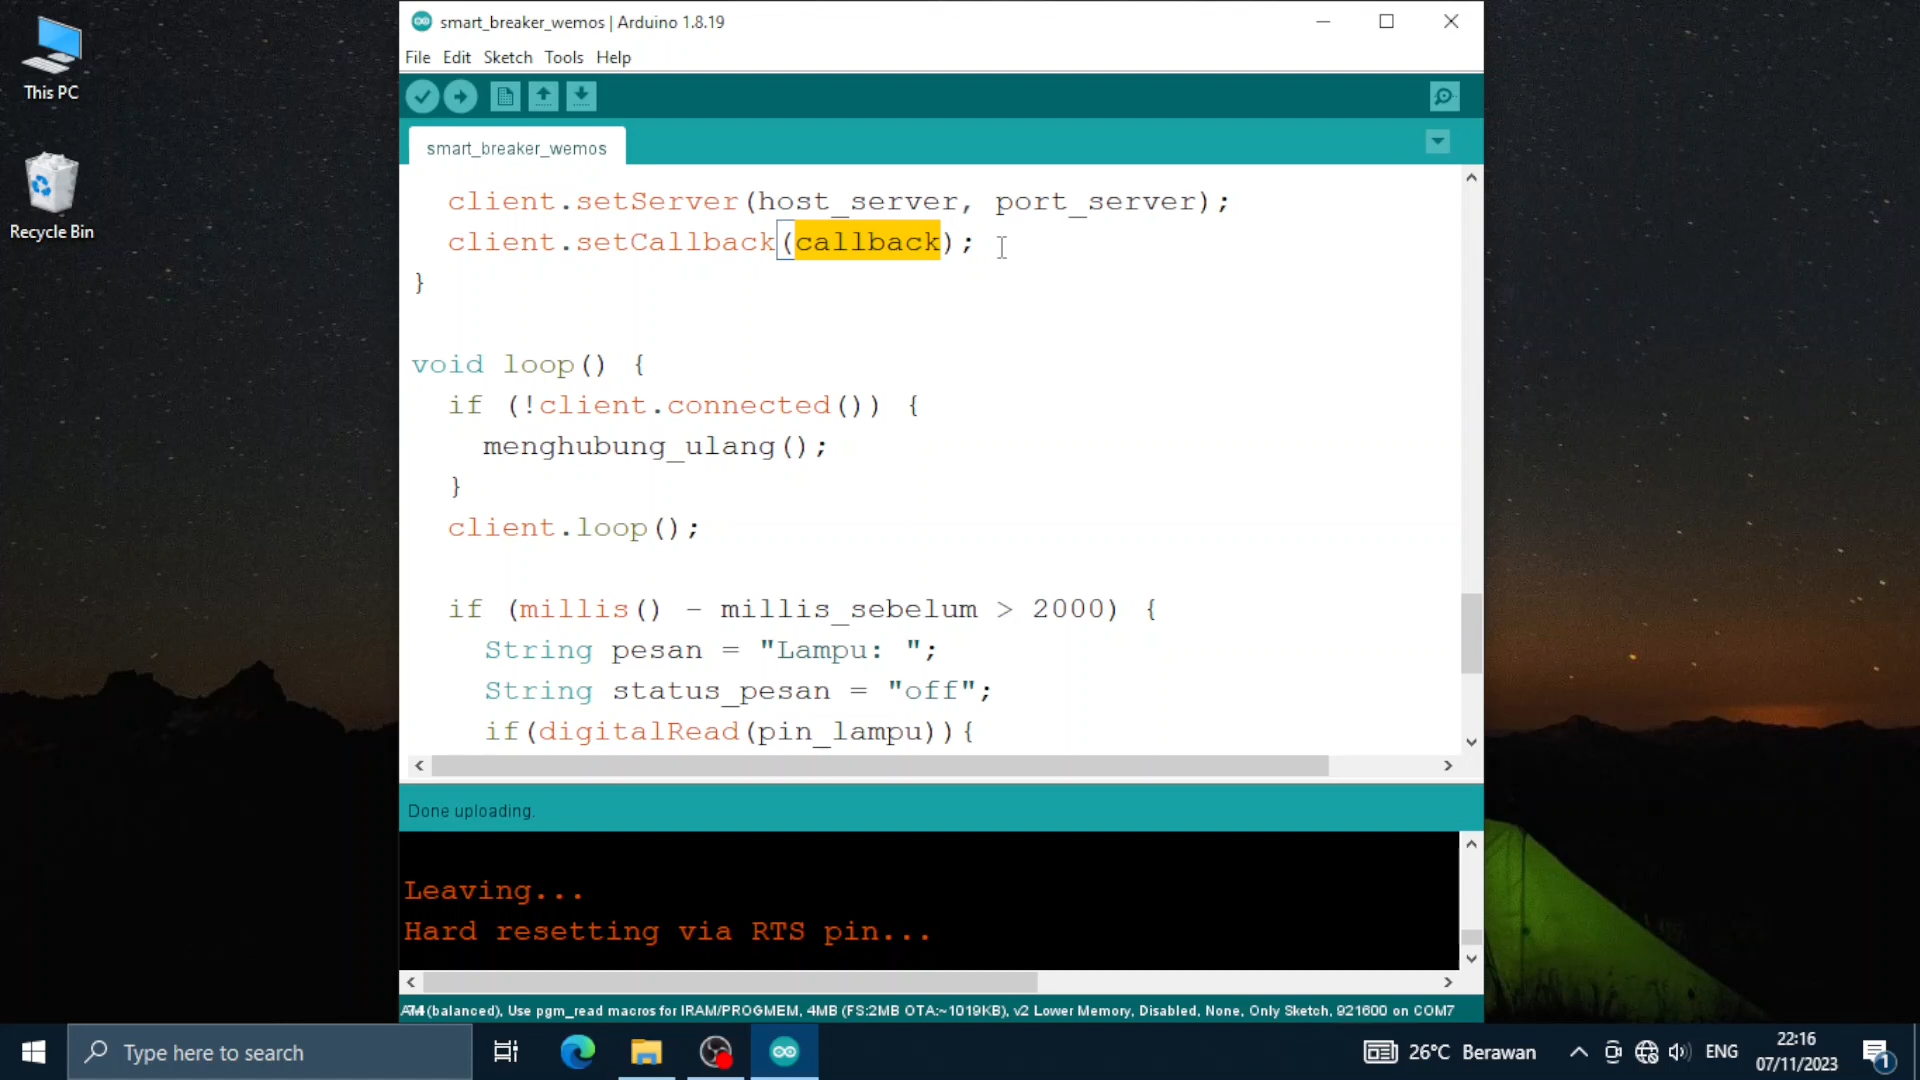 This PC
Recycle Bin
smart_breaker_wemos | Arduino 1.8.19
File Edit Sketch Tools Help
smart_breaker_wemos
client.setServer(host_server, port_server);
client.setCallback(callback);
}
void loop() {
if (!client.connected()) {
menghubung_ulang();
}
client.loop();
if (millis() - millis_sebelum > 2000) {
String pesan = "Lampu: ";
String status_pesan = "off";
if(digitalRead(pin_lampu)){
Done uploading.
Leaving...
Hard resetting via RTS pin...
(balanced), Use pgm_read macros for IRAM/PROGMEM, 4MB (FS:2MB OTA:~1019KB), v2 Lower Memory, Disabled, None, Only Sketch, 921600 on COM7
Type here to search
26°C Berawan
ENG
22:16
07/11/2023
1